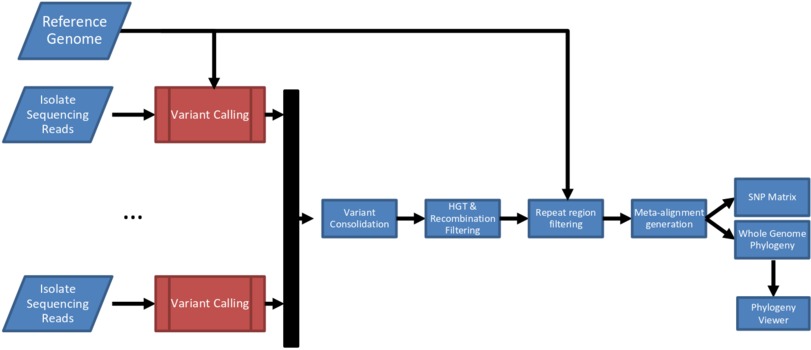 Reference
Genome
Isolate
Sequencing
Reads
Variant Calling
...
Variant
Consolidation
HGT &
Recombination
Filtering
Repeat region
filtering
Meta-alignment
generation
SNP Matrix
Whole Genome
Phylogeny
Isolate
Sequencing
Reads
Variant Calling
Phylogeny
Viewer